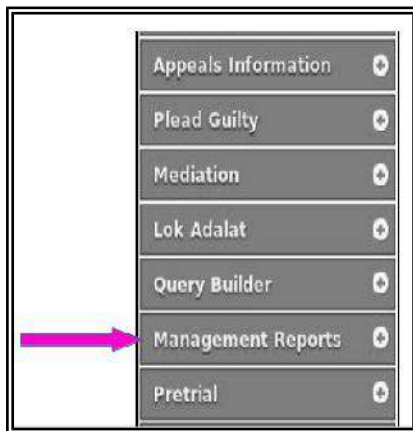 Appeals Information
Plead Guilty
Mediation
Lok Adalat
Query Builder
Management Reports
Pretrial